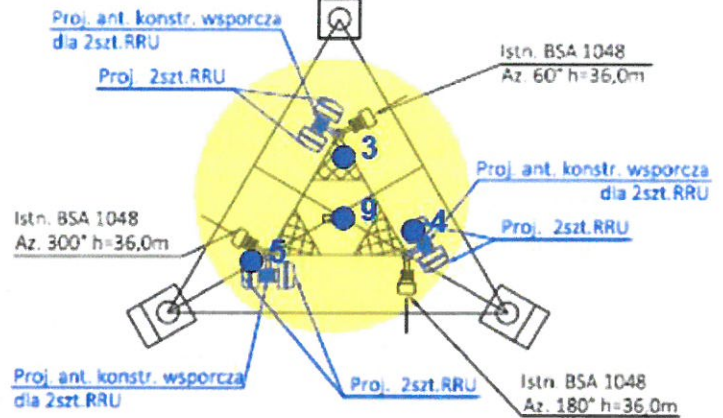 Proj. ant. konstr. wsporcza
dla 2szt.RRU
Proj. 2szt.RRU
Istn. BSA 1048
Az. 60° h=36,0m
3
Proj. ant. konstr. wsporcza
dla 2szt.RRU
Proj. 2szt.RRU
9
4
Istn. BSA 1048
Az. 300° h=36,0m
5
Proj. ant. konstr. wsporcza
dla 2szt.RRU
Proj. 2szt.RRU
Istn. BSA 1048
Az. 180° h=36,0m